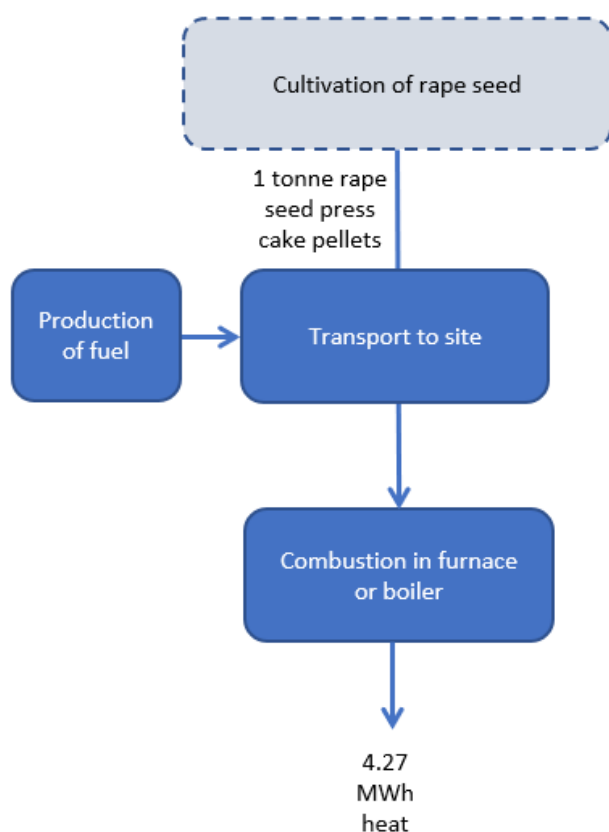 Cultivation of rape seed
1 tonne rape
seed press
cake pellets
Production
of fuel
Transport to site
Combustion in furnace
or boiler
4.27
MWh
heat